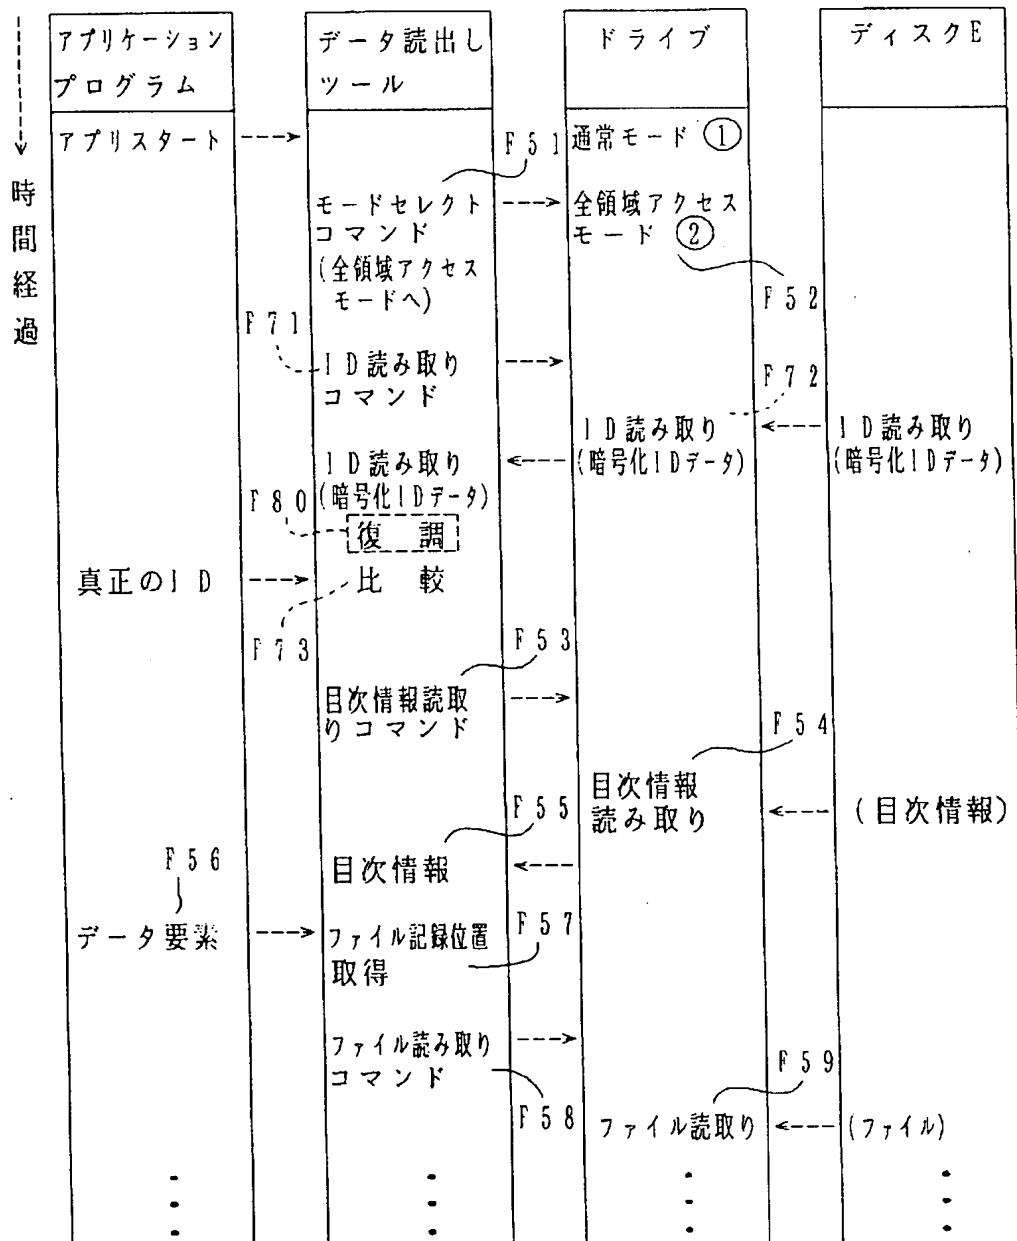 アプリケーション
プログラム
データ読出し
ツール
ドライブ
ディスクE
時間経過
アプリスタート
F51
通常モード ①
モードセレクト
コマンド
(全領域アクセス
モードへ)
全領域アクセス
モード ②
F52
F71
ID読み取り
コマンド
F72
ID読み取り
(暗号化IDデータ)
ID読み取り
(暗号化IDデータ)
ID読み取り
(暗号化IDデータ)
F80
復調
真正のID
比較
F73
F53
目次情報読取
りコマンド
F54
目次情報
読み取り
(目次情報)
F55
目次情報
F56
データ要素
ファイル記録位置
取得
F57
ファイル読み取り
コマンド
F58
F59
ファイル読取り
(ファイル)